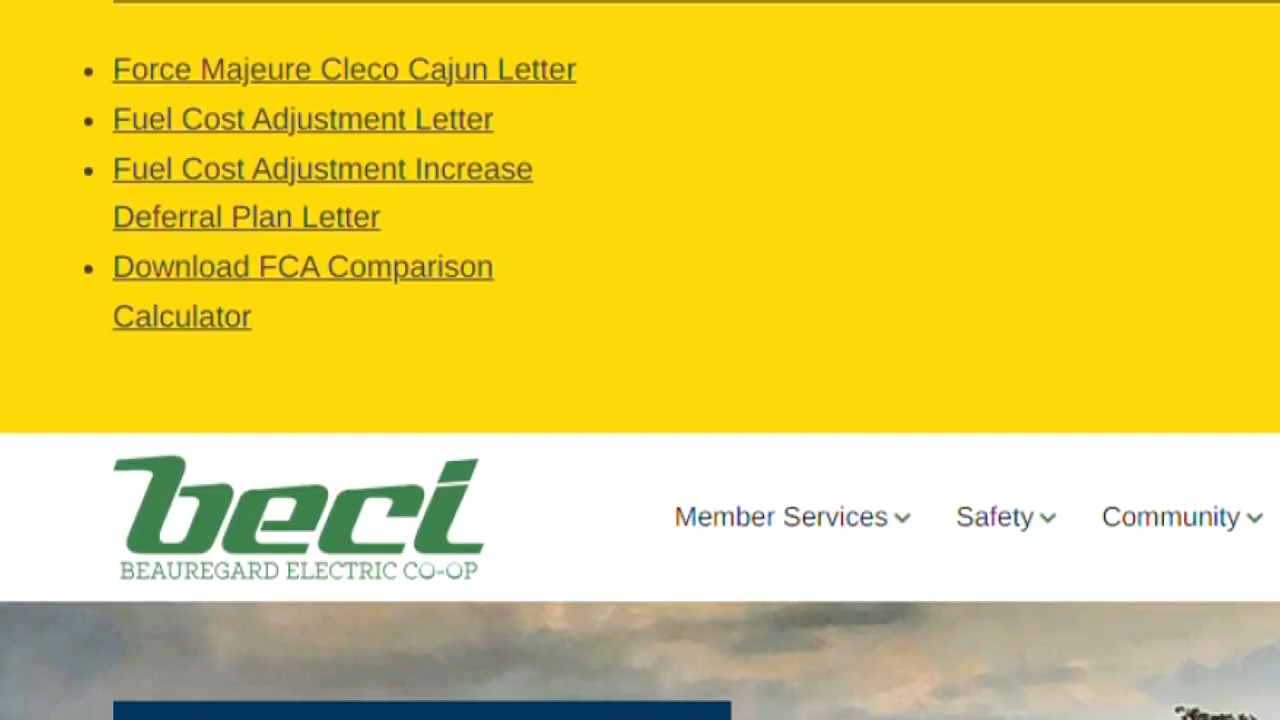 Force Majeure Cleco Cajun Letter
Fuel Cost Adjustment Letter
Fuel Cost Adjustment Increase
Deferral Plan Letter
Download FCA Comparison
Calculator
beci
BEAUREGARD ELECTRIC CO-OP
Member Services
Safety
Community